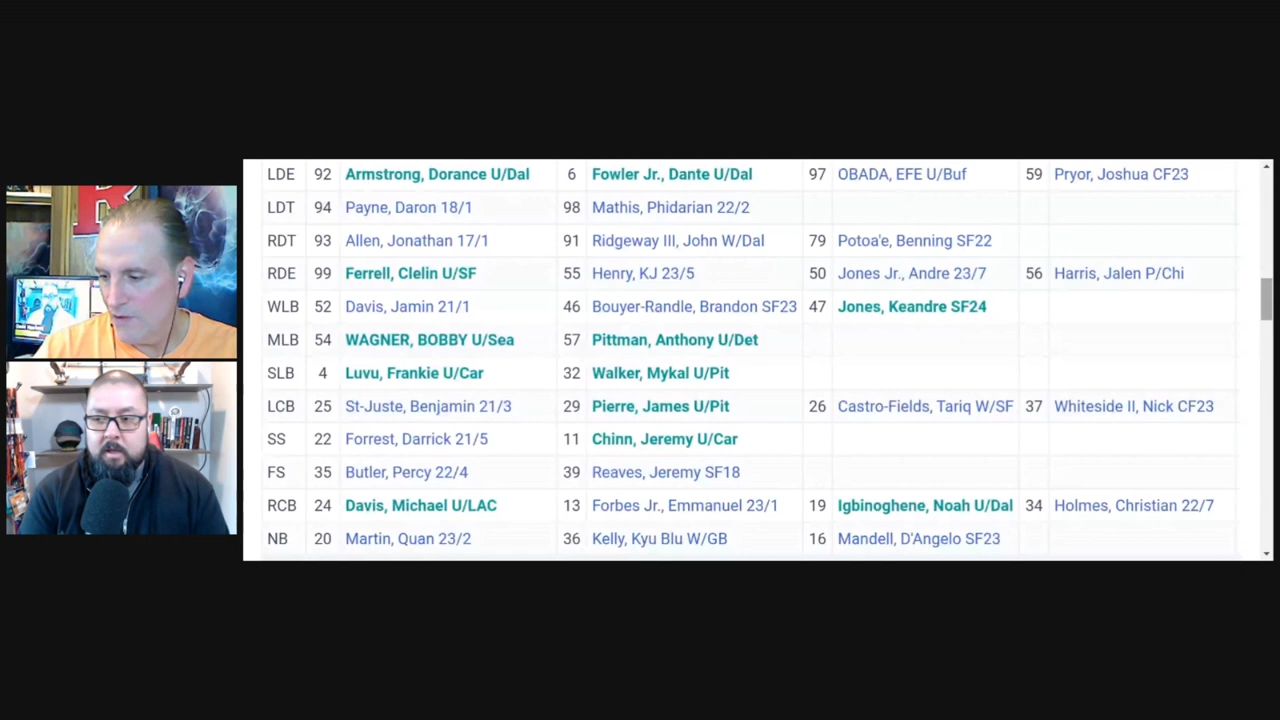 LDE 92 Armstrong, Dorance U/Dal 6 Fowler Jr., Dante U/Dal 97 OBADA, EFE U/Buf 59 Pryor, Joshua CF23
LDT 94 Payne, Daron 18/1 98 Mathis, Phidarian 22/2
RDT 93 Allen, Jonathan 17/1 91 Ridgeway III, John W/Dal 79 Potoa'e, Benning SF22
RDE 99 Ferrell, Clelin U/SF 55 Henry, KJ 23/5 50 Jones Jr., Andre 23/7 56 Harris, Jalen P/Chi
WLB 52 Davis, Jamin 21/1 46 Bouyer-Randle, Brandon SF23 47 Jones, Keandre SF24
MLB 54 WAGNER, BOBBY U/Sea 57 Pittman, Anthony U/Det
SLB 4 Luvu, Frankie U/Car 32 Walker, Mykal U/Pit
LCB 25 St-Juste, Benjamin 21/3 29 Pierre, James U/Pit 26 Castro-Fields, Tariq W/SF 37 Whiteside II, Nick CF23
SS 22 Forrest, Darrick 21/5 11 Chinn, Jeremy U/Car
FS 35 Butler, Percy 22/4 39 Reaves, Jeremy SF18
RCB 24 Davis, Michael U/LAC 13 Forbes Jr., Emmanuel 23/1 19 Igbinoghene, Noah U/Dal 34 Holmes, Christian 22/7
NB 20 Martin, Quan 23/2 36 Kelly, Kyu Blu W/GB 16 Mandell, D'Angelo SF23